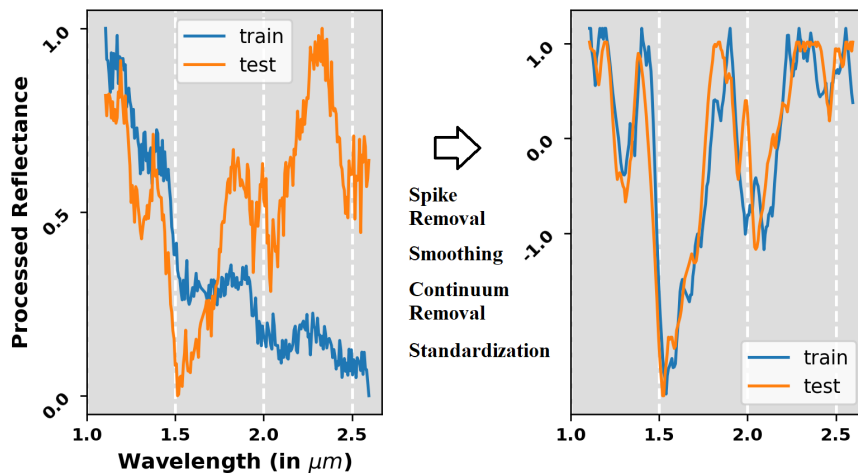 Processed Reflectance
1.0
0.5
0.0
train
test
1.0
1.5
2.0
2.5
Wavelength (in μm)
Spike
Removal
Smoothing
Continuum
Removal
Standardization
1.0
0.0
-1.0
train
test
1.0
1.5
2.0
2.5